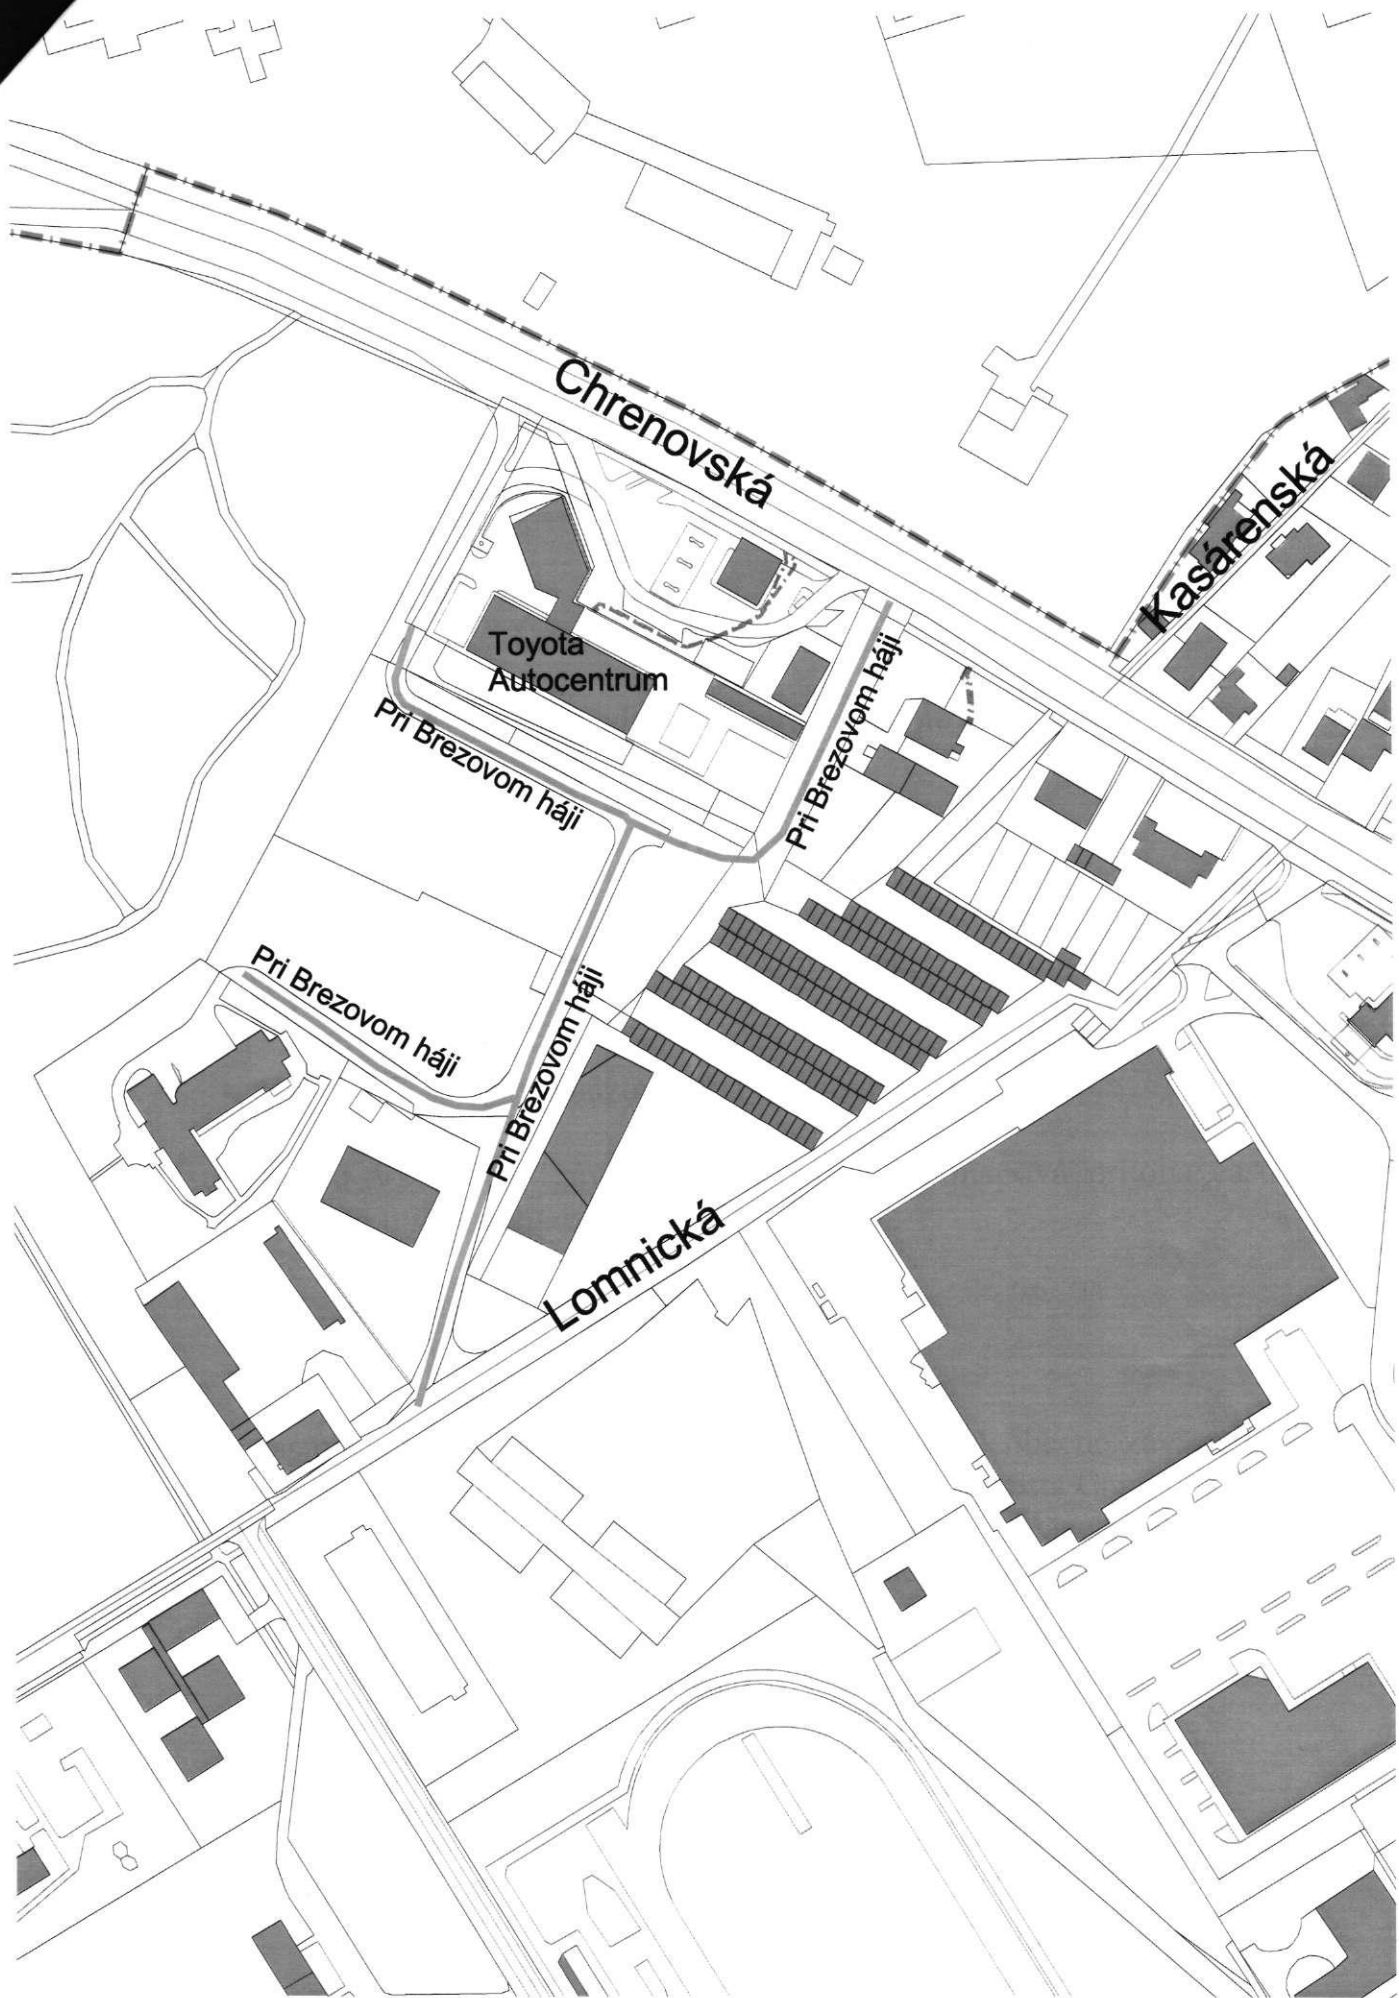 Chrenovská
Kasárenská
Toyota
Autocentrum
Pri Brezovom háji
Pri Brezovom háji
Pri Brezovom háji
Pri Brezovom háji
Lomnická